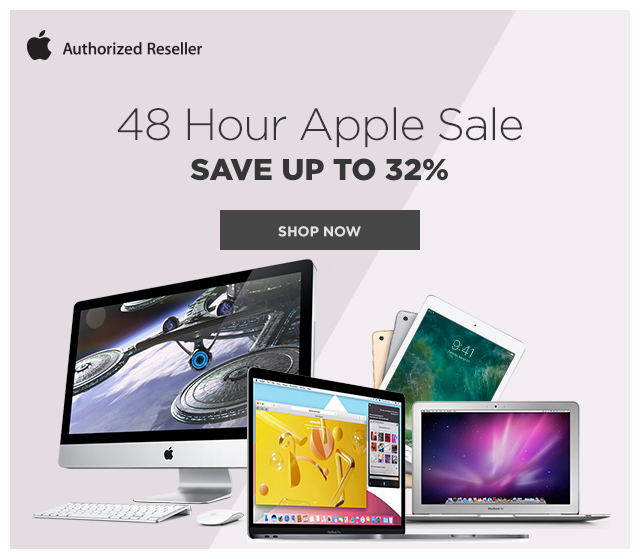 Authorized Reseller
48 Hour Apple Sale
SAVE UP TO 32%
SHOP NOW
9:41